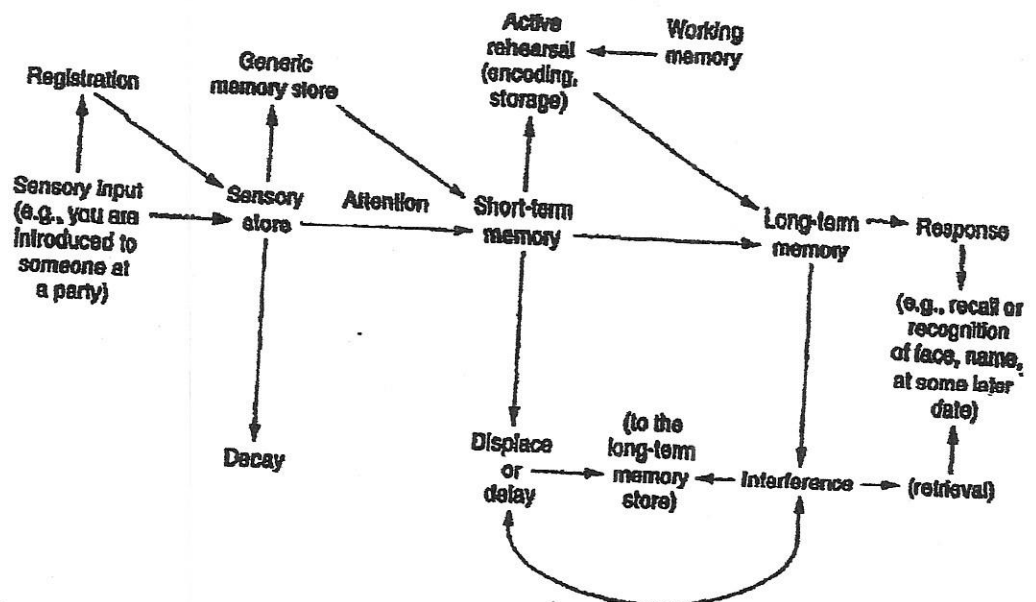 Active
rehearsal
(encoding,
storage)
Working
memory
Registration
Generic
memory store
Sensory input
(e.g., you are
introduced to
someone at
a party)
Sensory
store
Attention
Short-term
memory
Long-term
memory
Response
(e.g., recall or
recognition
of face, name,
at some later
date)
Decay
Displace
or
delay
(to the
long-term
memory
store)
Interference
(retrieval)